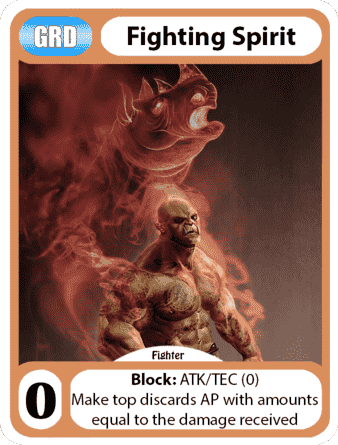 GRD
Fighting Spirit
Fighter
0
Block: ATK/TEC (0)
Make top discards AP with amounts
equal to the damage received